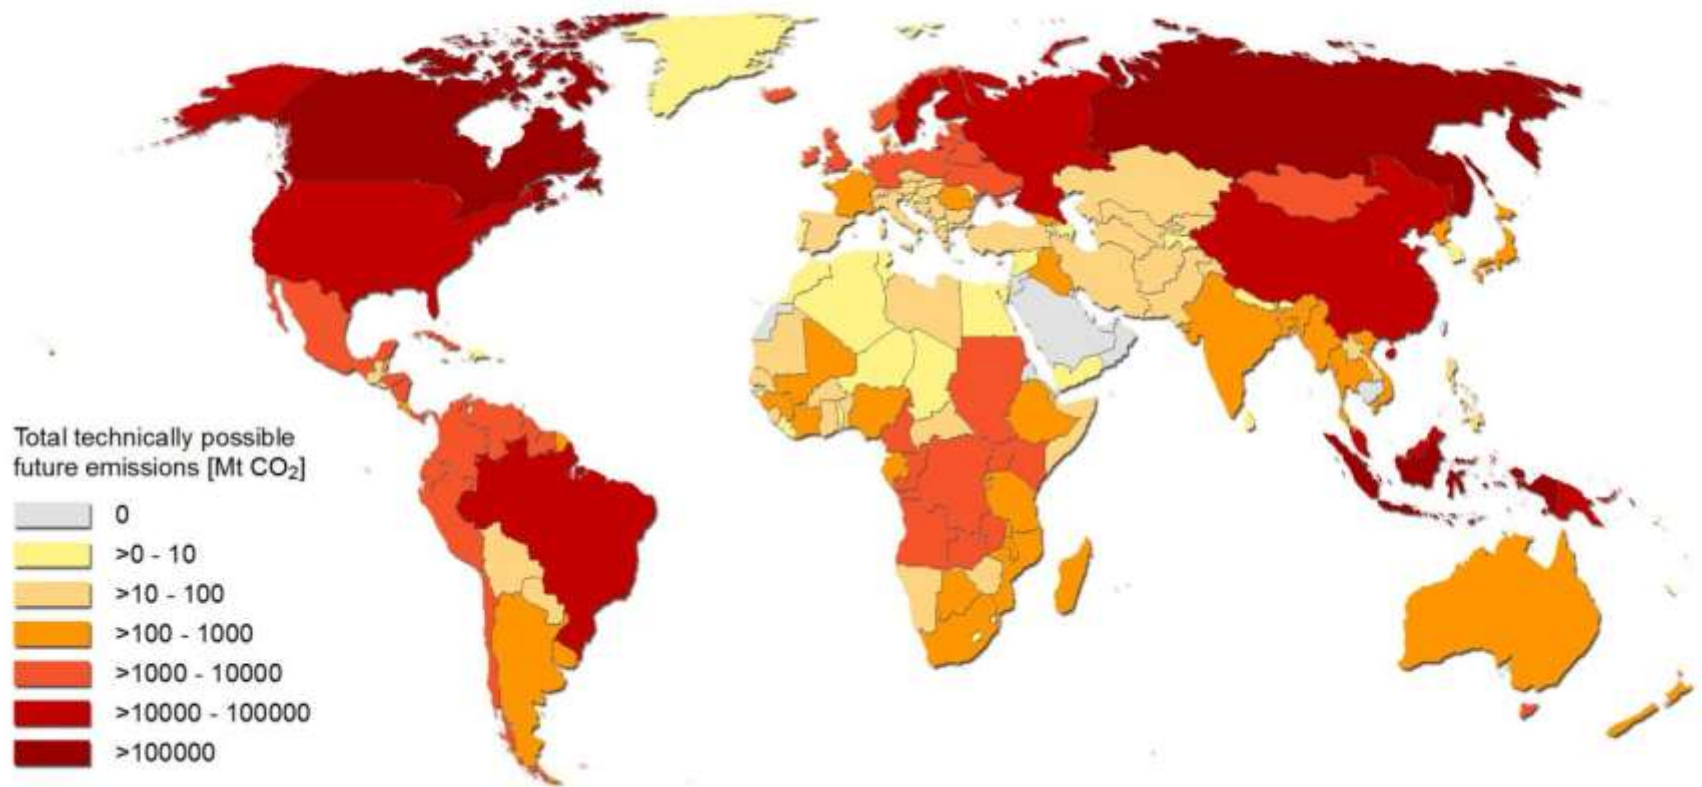 Total technically possible
future emissions [Mt CO₂]
0
>0 - 10
>10 - 100
>100 - 1000
>1000 - 10000
>10000 - 100000
>100000